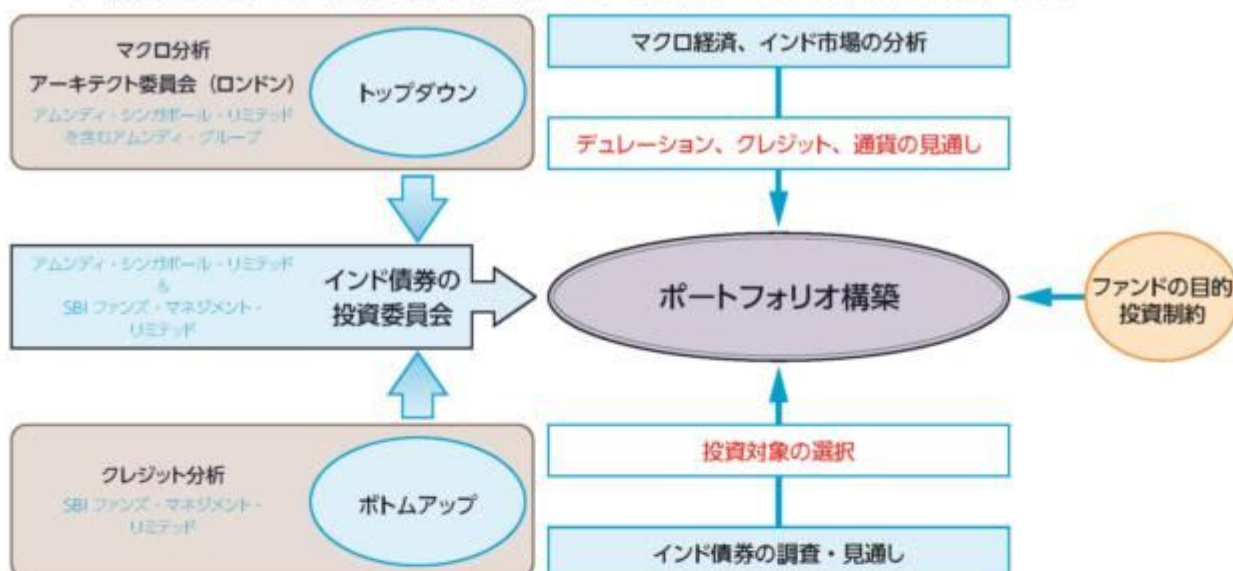 マクロ分析
アーキテクト委員会（ロンドン）
アムンディ・シンガポール・リミテッド
を含むアムンディ・グループ
トップダウン
マクロ経済、インド市場の分析
デュレーション、クレジット、通貨の見通し
アムンディ・シンガポール・リミテッド
&
SBI ファンズ・マネジメント・
リミテッド
インド債券の
投資委員会
ポートフォリオ構築
ファンドの目的
投資制約
クレジット分析
SBI ファンズ・マネジメント・
リミテッド
ボトムアップ
投資対象の選択
インド債券の調査・見通し